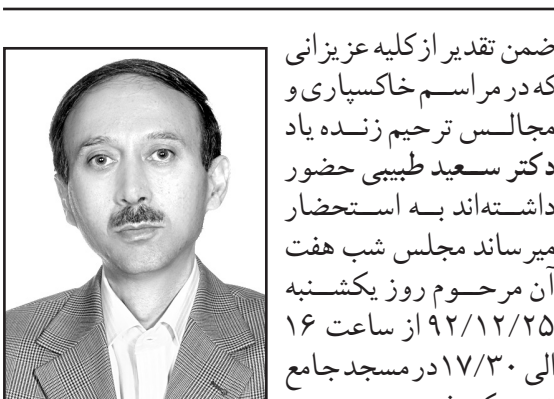 ضمن تقدیر از کلیه عزیزانی
که در مراسم خاکسپاری و
مجالس ترحیم زنده یاد
دکتر سعید طبیبی حضور
داشته‌اند به استحضار
میرساند مجلس شب هفت
آن مرحوم روز یکشنبه
۹۲/۱۲/۲۵ از ساعت ۱۶
الی ۱۷/۳۰ در مسجد جامع